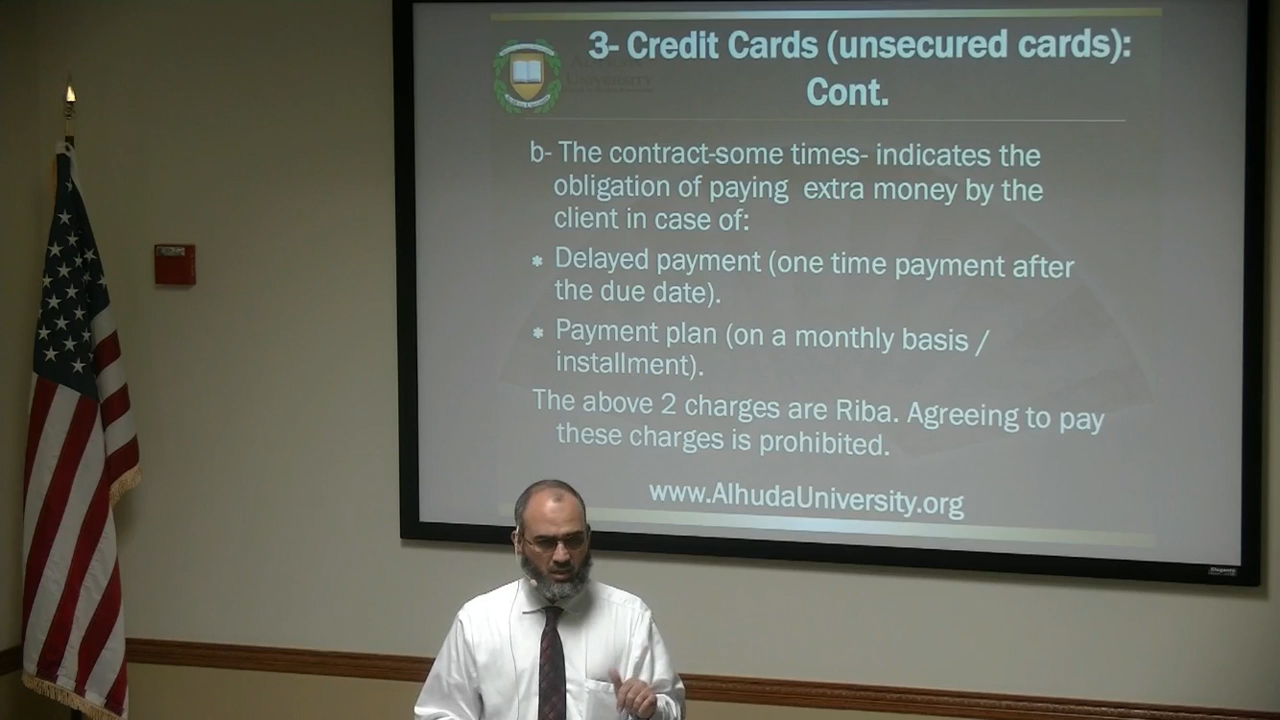 3- Credit Cards (unsecured cards):
Cont.
b- The contract-some times- indicates the
obligation of paying extra money by the
client in case of:
* Delayed payment (one time payment after
the due date).
* Payment plan (on a monthly basis /
installment).
The above 2 charges are Riba. Agreeing to pay
these charges is prohibited.
www.AlhudaUniversity.org